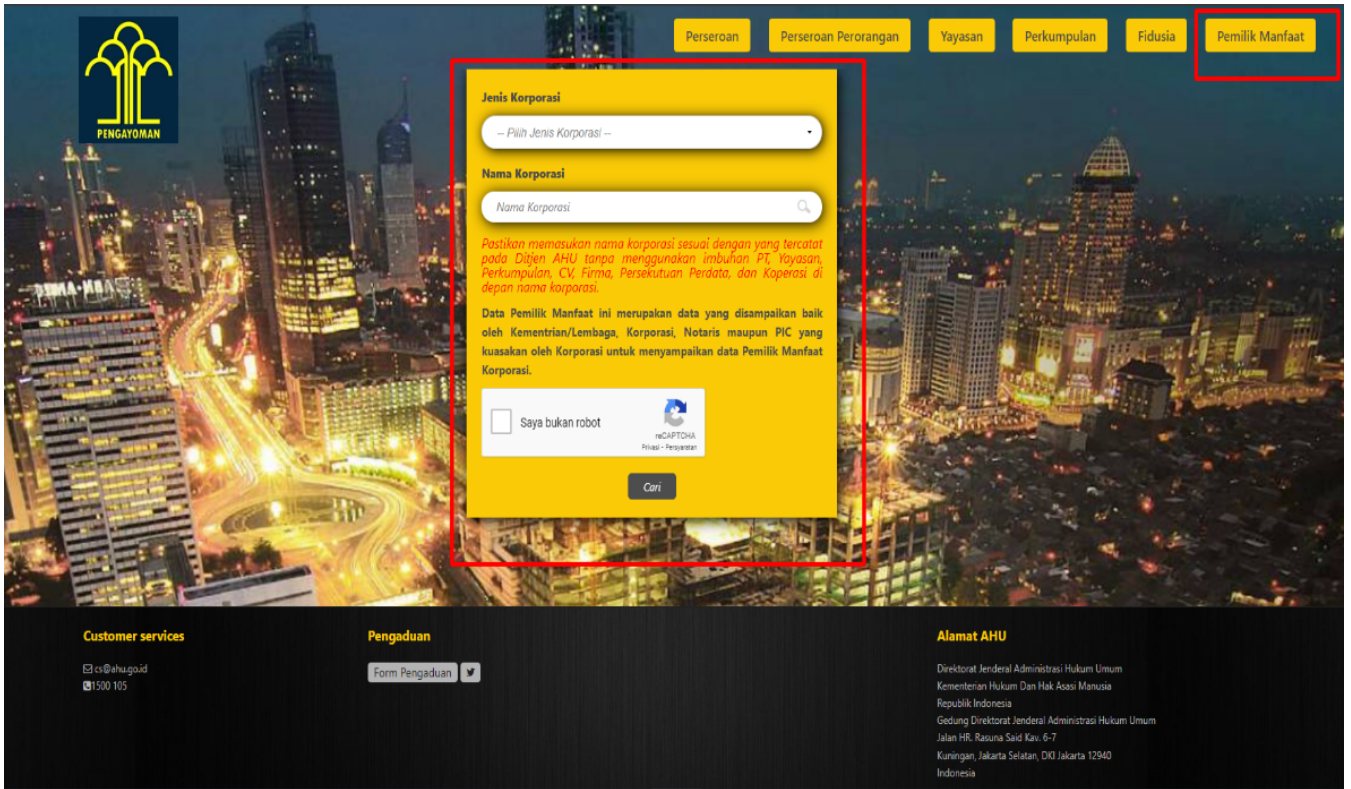 PENGAYOMAN
Perseroan
Perseroan Perorangan
Yayasan
Perkumpulan
Fidusia
Pemilik Manfaat
Jenis Korporasi
-- Pilih Jenis Korporasi --
Nama Korporasi
Nama Korporasi
Pastikan memasukan nama korporasi sesuai dengan yang tercatat
pada Ditjen AHU tanpa menggunakan imbuhan PT, Yayasan,
Perkumpulan, CV, Firma, Persekutuan Perdata, dan Koperasi di
depan nama korporasi.
Data Pemilik Manfaat ini merupakan data yang disampaikan baik
oleh Kementrian/Lembaga, Korporasi, Notaris maupun PIC yang
kuasakan oleh Korporasi untuk menyampaikan data Pemilik Manfaat
Korporasi.
Saya bukan robot
reCAPTCHA
Privasi - Persyaratan
Cari
Customer services
cs@ahu.go.id
1500 105
Pengaduan
Form Pengaduan
Alamat AHU
Direktorat Jenderal Administrasi Hukum Umum
Kementerian Hukum Dan Hak Asasi Manusia
Republik Indonesia
Gedung Direktorat Jenderal Administrasi Hukum Umum
Jalan HR. Rasuna Said Kav. 6-7
Kuningan, Jakarta Selatan, DKI Jakarta 12940
Indonesia